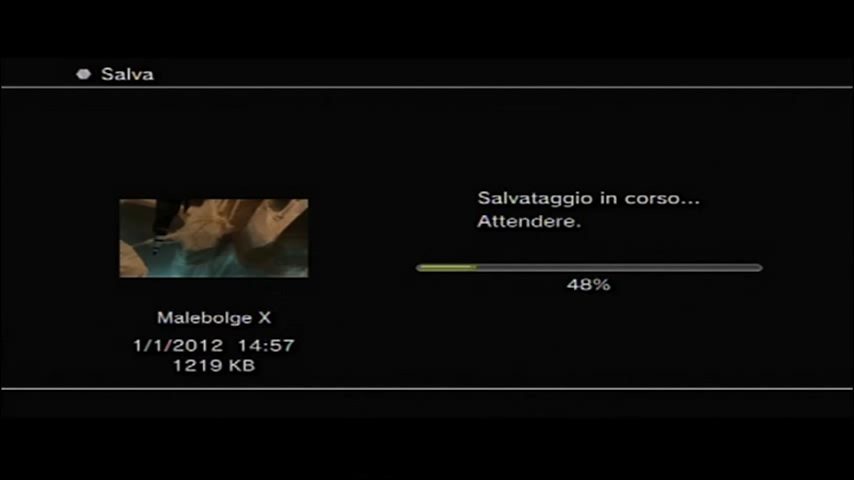 Salva
Salvataggio in corso...
Attendere.
48%
Malebolge X
1/1/2012 14:57
1219 KB